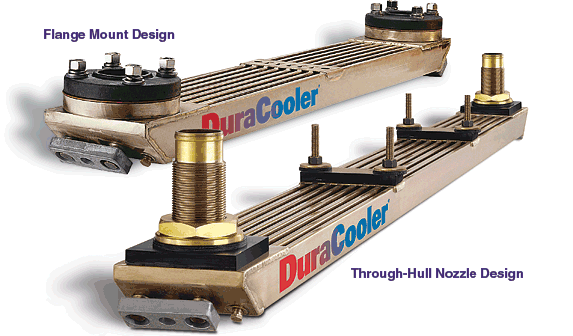 Flange Mount Design
DuraCooler
DuraCooler
Through-Hull Nozzle Design